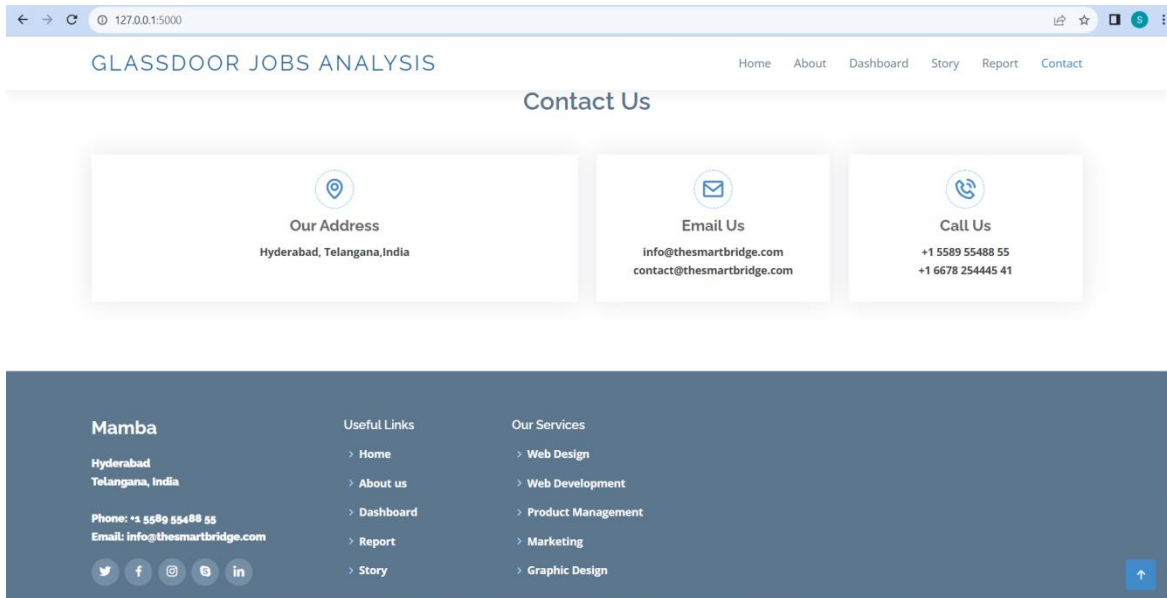 127.0.0.1:5000
S
GLASSDOOR JOBS ANALYSIS
Home About Dashboard Story Report Contact
Contact Us
Our Address
Hyderabad, Telangana,India
Email Us
info@thesmartbridge.com
contact@thesmartbridge.com
Call Us
+1 5589 55488 55
+1 6678 254445 41
Mamba
Hyderabad
Telangana, India
Phone: +1 5589 55488 55
Email: info@thesmartbridge.com
Useful Links
Home
About us
Dashboard
Report
Story
Our Services
Web Design
Web Development
Product Management
Marketing
Graphic Design